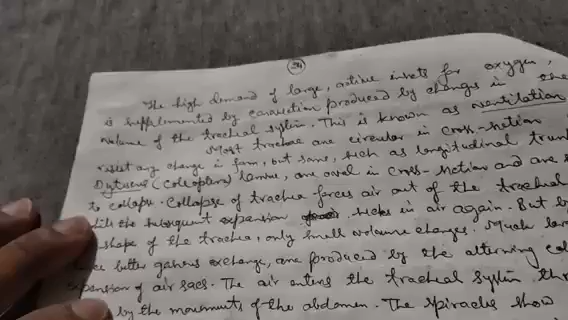 The high demand of large, active insects for oxygen,
is supplemented by convection produced by changes in the
volume of the tracheal system. This is known as ventilation
Most tracheae are circular in cross-section
resist any change in form, but some, such as longitudinal trun
Dytiscus (Coleoptera) larvae, are oval in cross-section and are
to collapse. Collapse of trachea forces air out of the tracheal
while the subsequent expansion sucks in air again. But b
shape of the trachea, only small volume changes. Much lar
better gaseous exchange, are produced by the alternating col
expansion of air sacs. The air enters the tracheal system thr
by the movements of the abdomen. The spiracles show